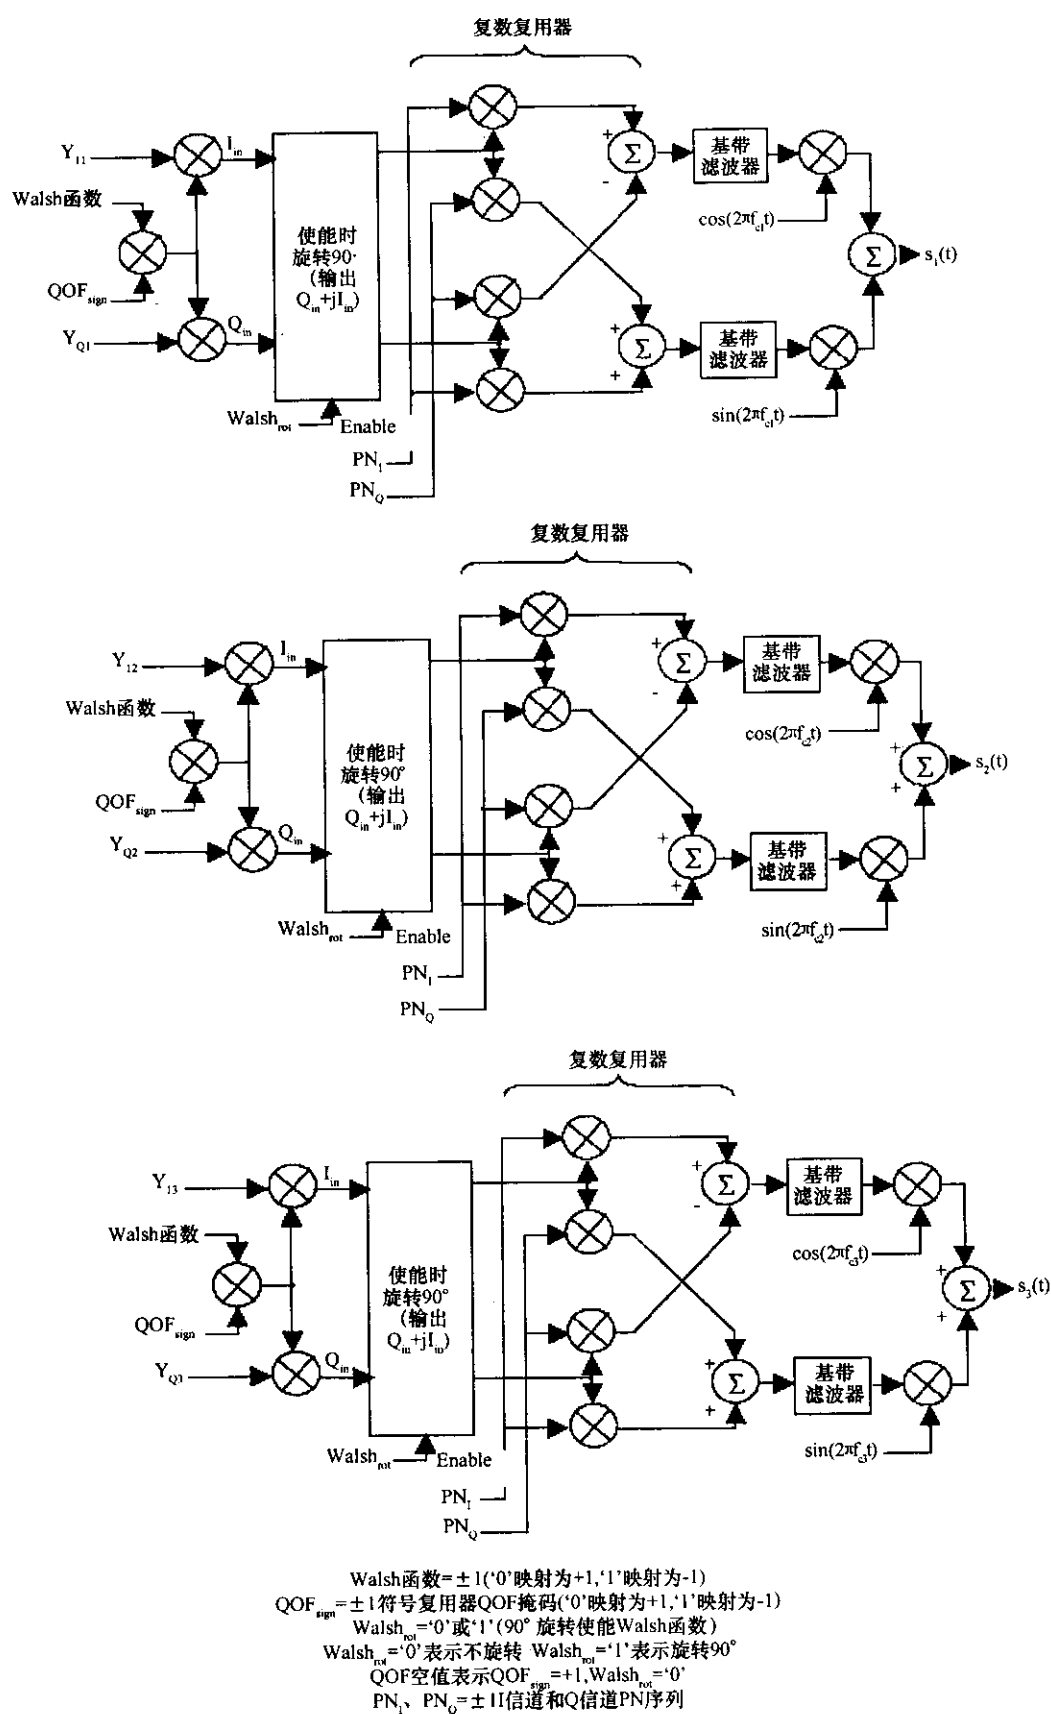 复数复用器
Y₁₁
I_in
Walsh函数
QOF_sign
Y_Q1
Q_in
使能时
旋转90·
(输出
Q_in+jI_in)
Walsh_rot
Enable
PN_I
PN_Q
+
Σ
-
+
Σ
+
基带
滤波器
cos(2πf_c1t)
基带
滤波器
sin(2πf_c1t)
Σ
s₁(t)
复数复用器
Y₁₂
I_in
Walsh函数
QOF_sign
Y_Q2
Q_in
使能时
旋转90°
(输出
Q_in+jI_in)
Walsh_rot
Enable
PN_I
PN_Q
+
Σ
-
+
Σ
+
基带
滤波器
cos(2πf_c2t)
基带
滤波器
sin(2πf_c2t)
+
Σ
+
s₂(t)
复数复用器
Y₁₃
I_in
Walsh函数
QOF_sign
Y_Q3
Q_in
使能时
旋转90°
(输出
Q_in+jI_in)
Walsh_rot
Enable
PN_I
PN_Q
+
Σ
-
+
Σ
+
基带
滤波器
cos(2πf_c3t)
基带
滤波器
sin(2πf_c3t)
+
Σ
+
s₃(t)
Walsh函数=±1('0'映射为+1,'1'映射为-1)
QOF_sign=±1符号复用器QOF掩码('0'映射为+1,'1'映射为-1)
Walsh_rot='0'或'1'(90°旋转使能Walsh函数)
Walsh_rot='0'表示不旋转 Walsh_rot='1'表示旋转90°
QOF空值表示QOF_sign=+1,Walsh_rot='0'
PN_I、PN_Q=±1I信道和Q信道PN序列